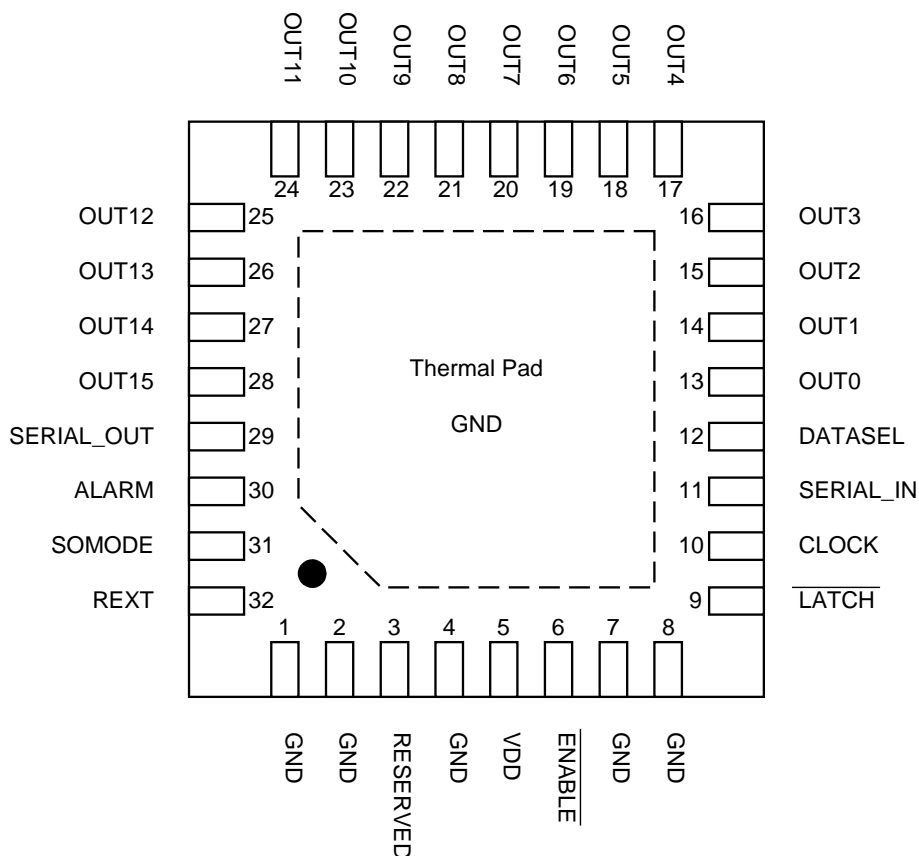 OUT11 OUT10 OUT9 OUT8 OUT7 OUT6 OUT5 OUT4
24 23 22 21 20 19 18 17
OUT12 25 16 OUT3
OUT13 26 15 OUT2
OUT14 27 14 OUT1
Thermal Pad
OUT15 28 13 OUT0
GND
SERIAL_OUT 29 12 DATASEL
ALARM 30 11 SERIAL_IN
SOMODE 31 10 CLOCK
REXT 32 9 LATCH
1 2 3 4 5 6 7 8
GND GND RESERVED GND VDD ENABLE GND GND